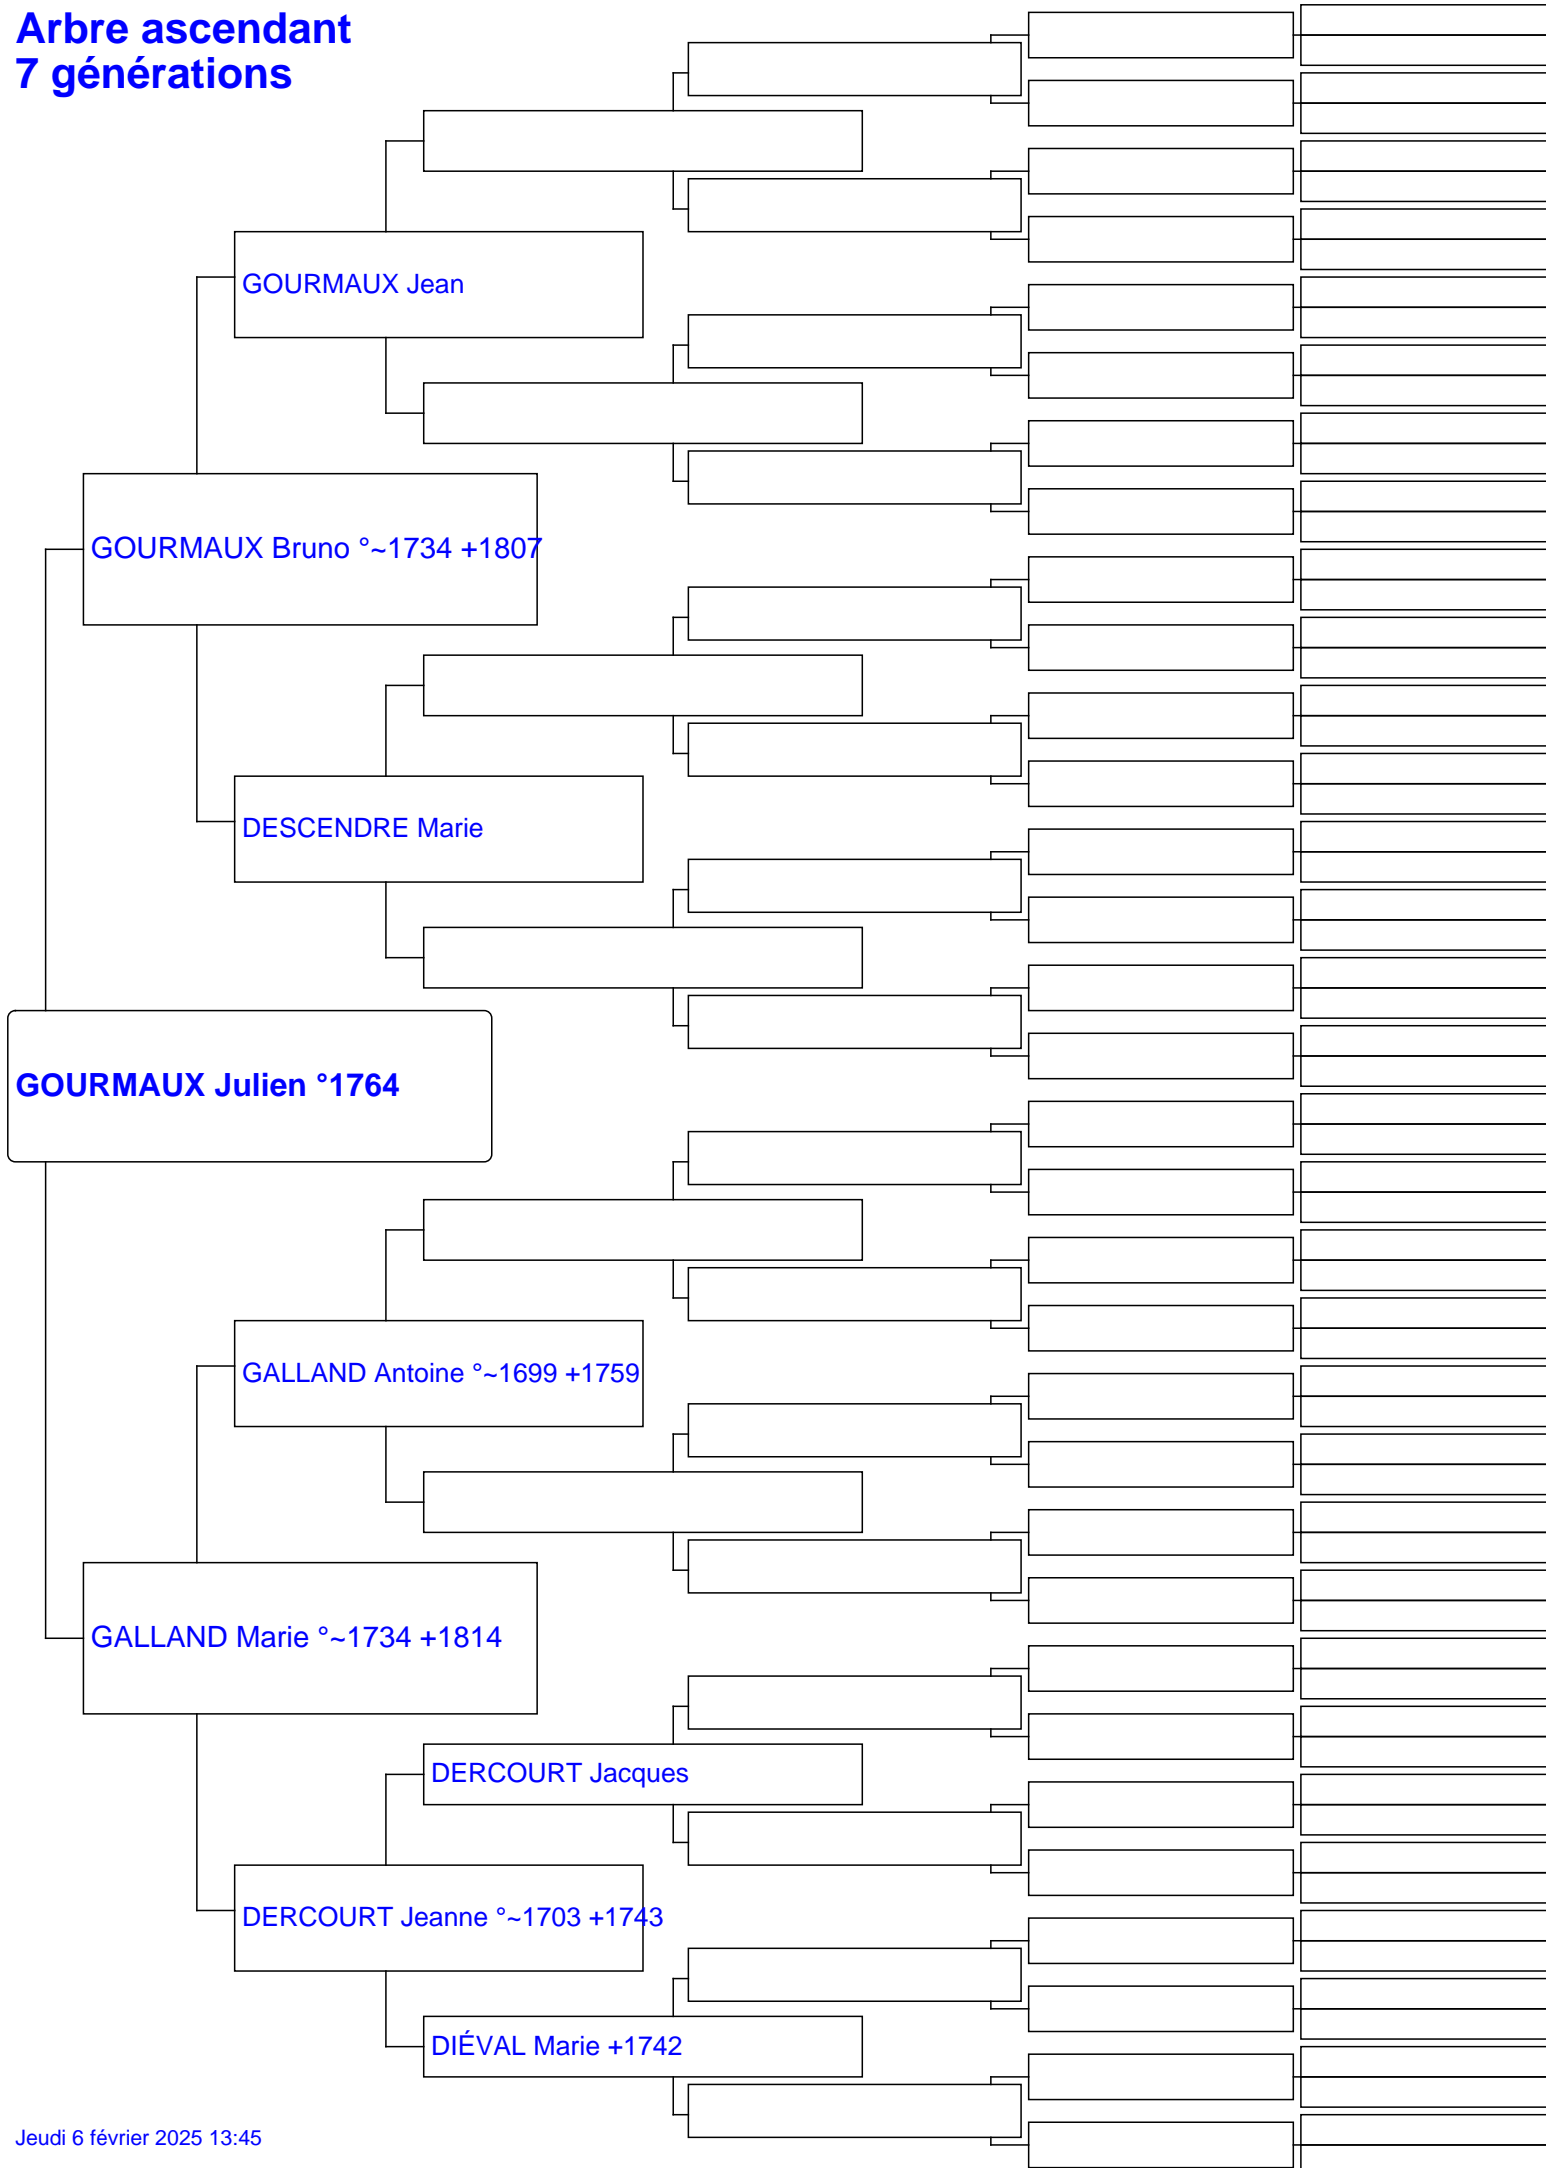 Arbre ascendant
7 générations
GOURMAUX Jean
GOURMAUX Bruno °~1734 +1807
DESCENDRE Marie
GOURMAUX Julien °1764
GALLAND Antoine °~1699 +1759
GALLAND Marie °~1734 +1814
DERCOURT Jacques
DERCOURT Jeanne °~1703 +1743
DIÉVAL Marie +1742
Jeudi 6 février 2025 13:45